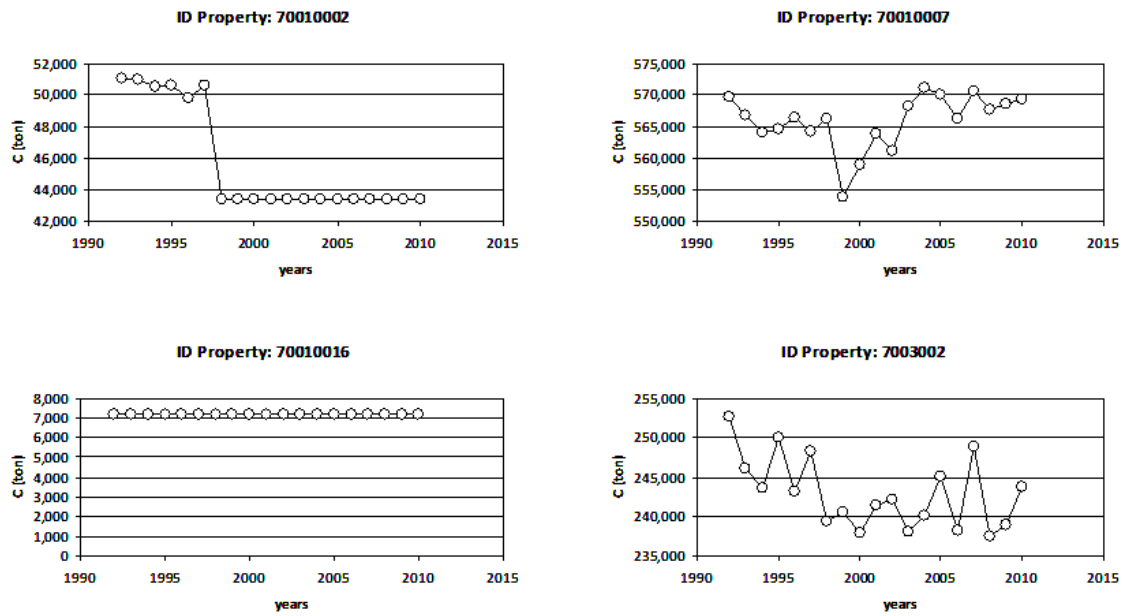 ID Property: 70010002
52,000
50,000
48,000
46,000
44,000
42,000
C (ton)
1990 1995 2000 2005 2010 2015
years
ID Property: 70010007
575,000
570,000
565,000
560,000
555,000
550,000
C (ton)
1990 1995 2000 2005 2010 2015
years
ID Property: 70010016
8,000
7,000
6,000
5,000
4,000
3,000
2,000
1,000
0
C (ton)
1990 1995 2000 2005 2010 2015
years
ID Property: 7003002
255,000
250,000
245,000
240,000
235,000
C (ton)
1990 1995 2000 2005 2010 2015
years